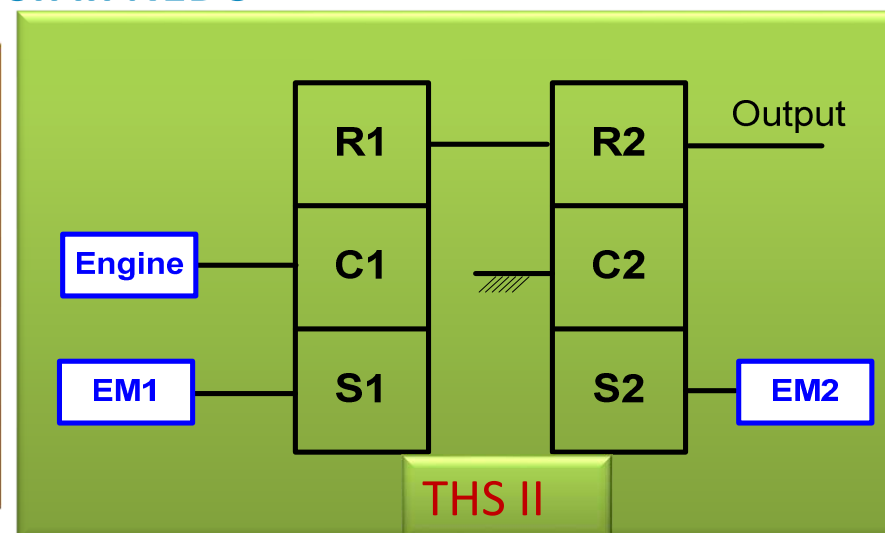 R1
R2
Output
Engine
C1
C2
EM1
S1
S2
EM2
THS II